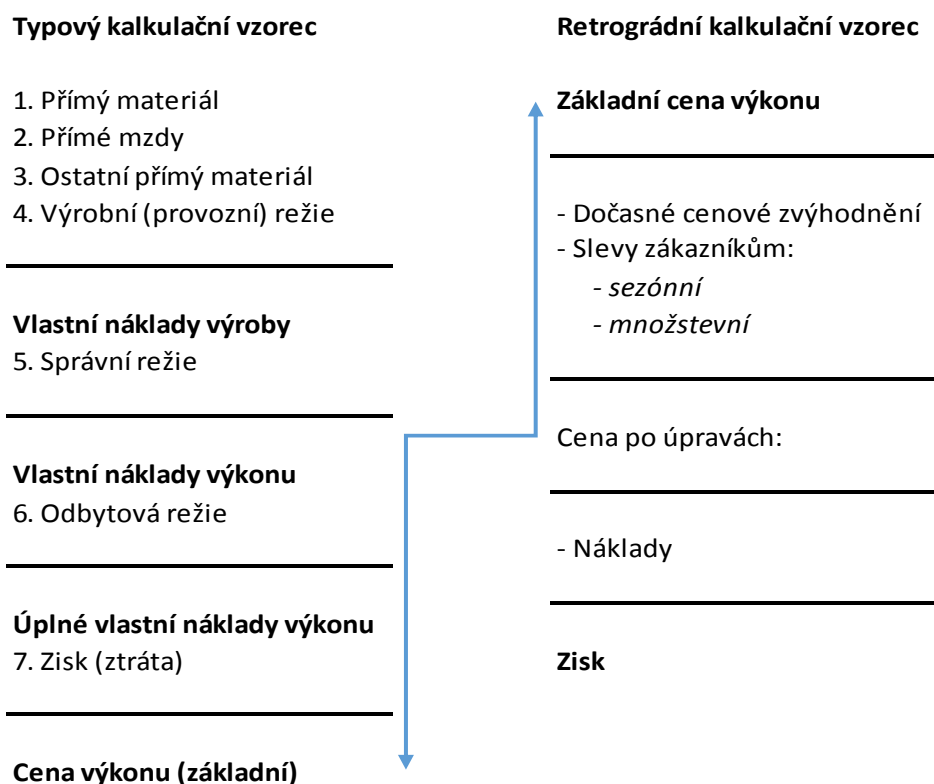 Typový kalkulační vzorec
1. Přímý materiál
2. Přímé mzdy
3. Ostatní přímý materiál
4. Výrobní (provozní) režie
Vlastní náklady výroby
5. Správní režie
Vlastní náklady výkonu
6. Odbytová režie
Úplné vlastní náklady výkonu
7. Zisk (ztráta)
Cena výkonu (základní)
Retrográdní kalkulační vzorec
Základní cena výkonu
- Dočasné cenové zvýhodnění
- Slevy zákazníkům:
- sezónní
- množstevní
Cena po úpravách:
- Náklady
Zisk